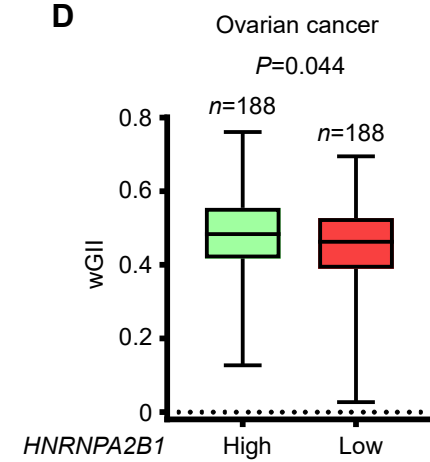 D
Ovarian cancer
P=0.044
n=188
n=188
0.8
0.6
0.4
0.2
0
wGII
HNRNPA2B1 High Low